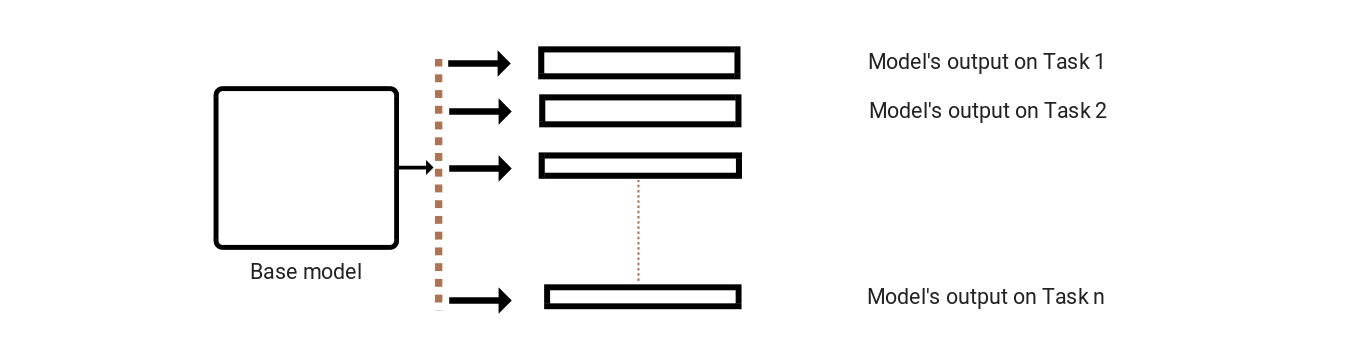 Model's output on Task 1
Model's output on Task 2
Base model
Model's output on Task n